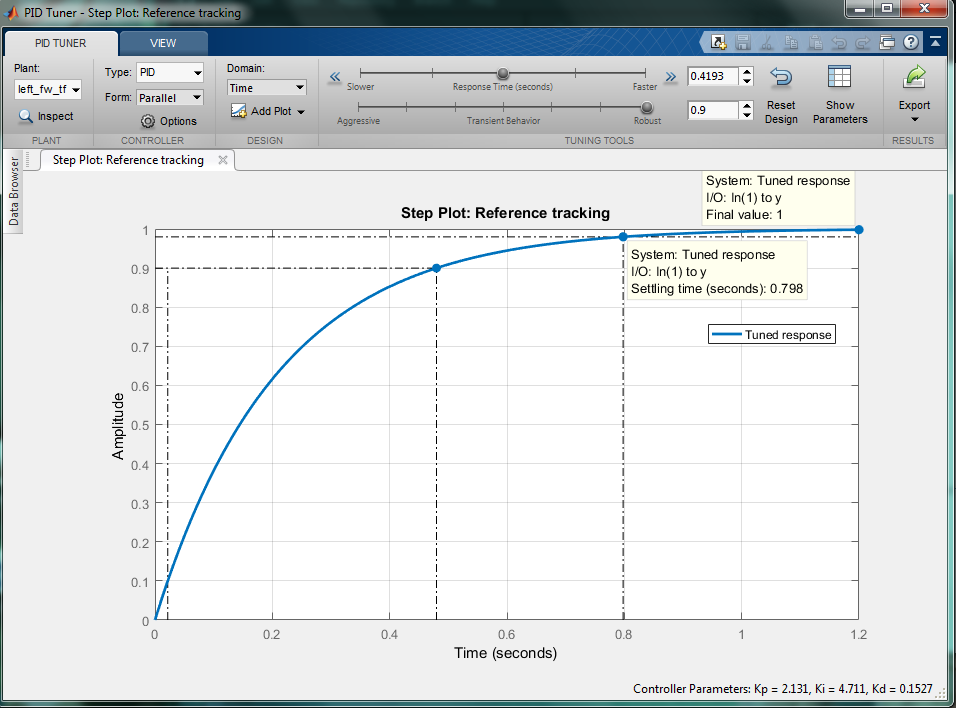 PID Tuner - Step Plot: Reference tracking
PID TUNER
VIEW
Plant:
left_fw_tf
Inspect
PLANT
Type: PID
Form: Parallel
Options
CONTROLLER
Domain:
Time
Add Plot
DESIGN
Slower
Response Time (seconds)
Faster
0.4193
Aggressive
Transient Behavior
Robust
0.9
TUNING TOOLS
Reset
Design
Show
Parameters
Export
RESULTS
Data Browser
Step Plot: Reference tracking
Step Plot: Reference tracking
System: Tuned response
I/O: In(1) to y
Final value: 1
System: Tuned response
I/O: In(1) to y
Settling time (seconds): 0.798
Tuned response
Amplitude
1
0.9
0.8
0.7
0.6
0.5
0.4
0.3
0.2
0.1
0
0 0.2 0.4 0.6 0.8 1 1.2
Time (seconds)
Controller Parameters: Kp = 2.131, Ki = 4.711, Kd = 0.1527